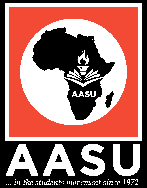 AASU
AASU
... in the students movement since 1972